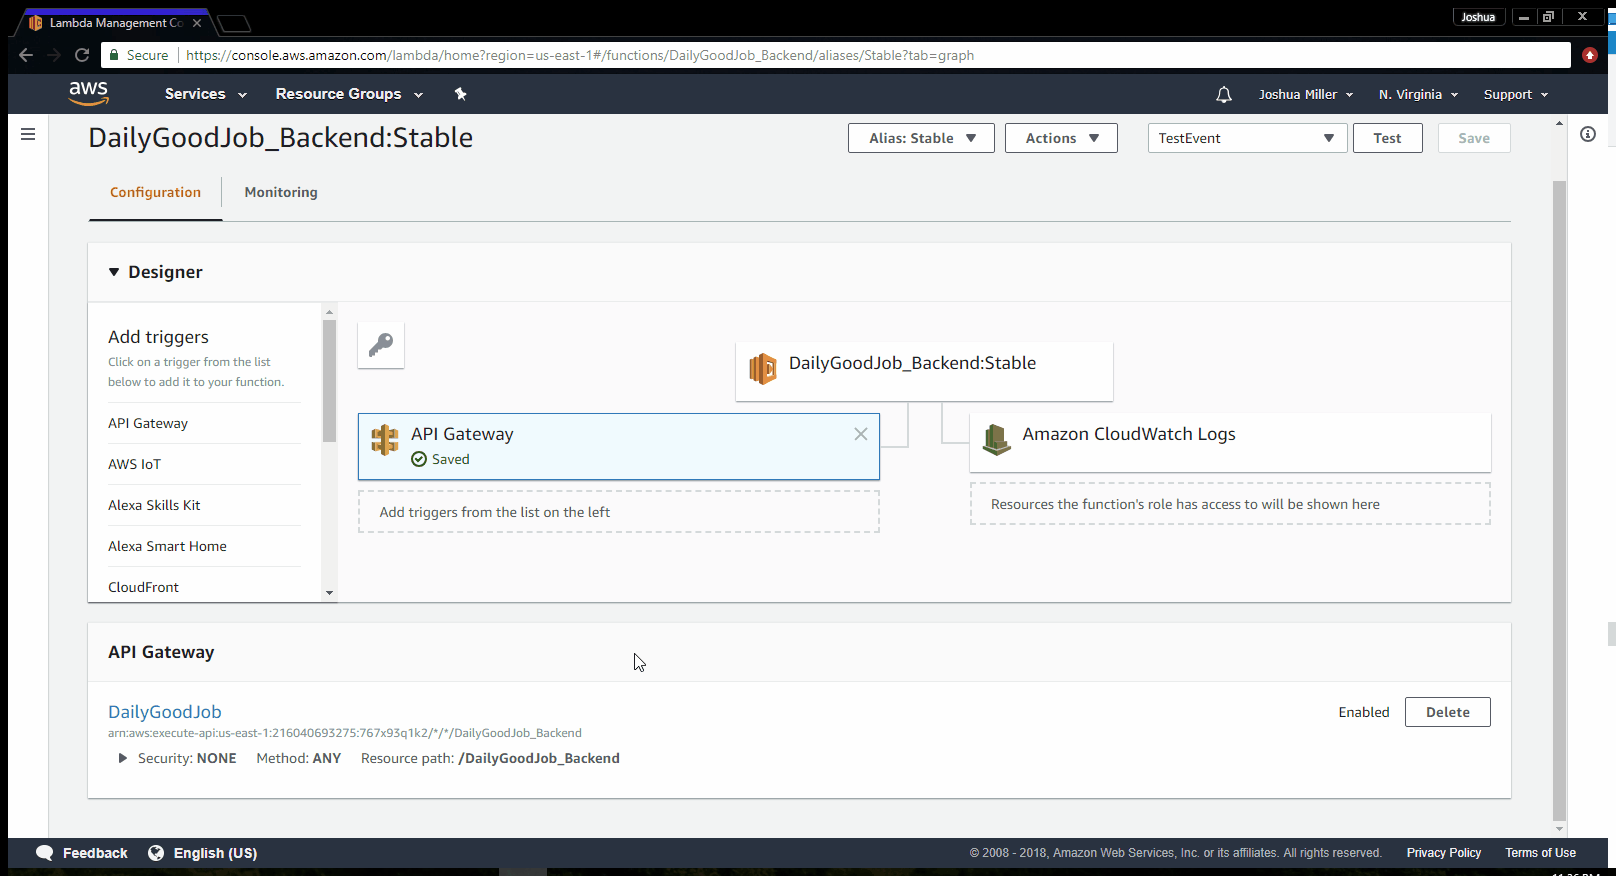 Lambda Management Co
Joshua
Secure
https://console.aws.amazon.com/lambda/home?region=us-east-1#/functions/DailyGoodJob_Backend/aliases/Stable?tab=graph
aws
Services
Resource Groups
Joshua Miller
N. Virginia
Support
DailyGoodJob_Backend:Stable
Alias: Stable
Actions
TestEvent
Test
Save
Configuration
Monitoring
Designer
Add triggers
Click on a trigger from the list
below to add it to your function.
API Gateway
AWS IoT
Alexa Skills Kit
Alexa Smart Home
CloudFront
DailyGoodJob_Backend:Stable
API Gateway
Saved
Add triggers from the list on the left
Amazon CloudWatch Logs
Resources the function's role has access to will be shown here
API Gateway
DailyGoodJob
arn:aws:execute-api:us-east-1:216040693275:767x93q1k2/*/*/DailyGoodJob_Backend
Security: NONE Method: ANY Resource path: /DailyGoodJob_Backend
Enabled
Delete
Feedback
English (US)
© 2008 - 2018, Amazon Web Services, Inc. or its affiliates. All rights reserved.
Privacy Policy
Terms of Use